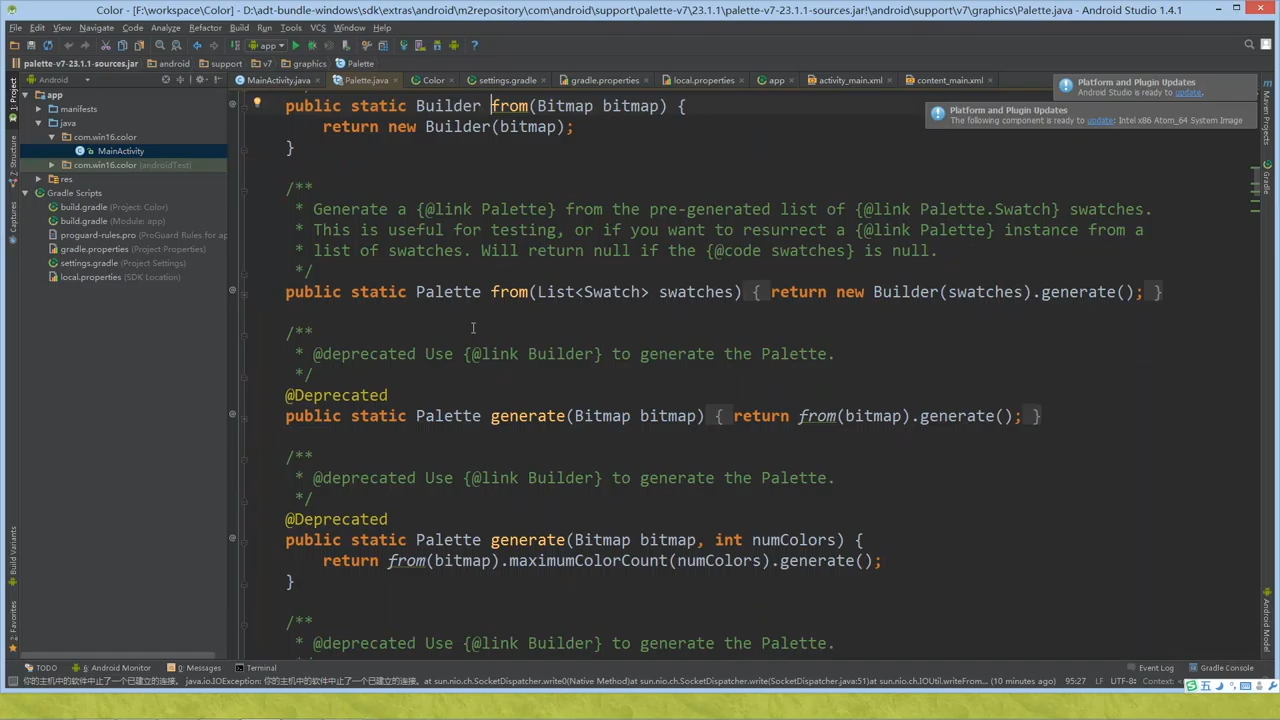 Color - [F:\workspace\Color] - [D:\adt-bundle-windows\sdk\extras\android\m2repository\com\android\support\palette-v7\23.1.1\palette-v7-23.1.1-sources.jar!\android\support\v7\graphics\Palette.java - Android Studio 1.4.1
File Edit View Navigate Code Analyze Refactor Build Run Tools VCS Window Help
app
palette-v7-23.1.1-sources.jar android support v7 graphics Palette
Android
MainActivity.java Palette.java Color settings.gradle gradle.properties local.properties app activity_main.xml content_main.xml
Platform and Plugin Updates
Android Studio is ready to update.
Platform and Plugin Updates
The following component is ready to update: Intel x86 Atom_64 System Image
1: Project
Z: Structure
Captures
Build Variants
2: Favorites
app
manifests
java
com.win16.color
MainActivity
com.win16.color (androidTest)
res
Gradle Scripts
build.gradle (Project: Color)
build.gradle (Module: app)
proguard-rules.pro (ProGuard Rules for ap
gradle.properties (Project Properties)
settings.gradle (Project Settings)
local.properties (SDK Location)
public static Builder from(Bitmap bitmap) {
return new Builder(bitmap);
}
/**
* Generate a {@link Palette} from the pre-generated list of {@link Palette.Swatch} swatches.
* This is useful for testing, or if you want to resurrect a {@link Palette} instance from a
* list of swatches. Will return null if the {@code swatches} is null.
*/
public static Palette from(List<Swatch> swatches) { return new Builder(swatches).generate(); }
/**
* @deprecated Use {@link Builder} to generate the Palette.
*/
@Deprecated
public static Palette generate(Bitmap bitmap) { return from(bitmap).generate(); }
/**
* @deprecated Use {@link Builder} to generate the Palette.
*/
@Deprecated
public static Palette generate(Bitmap bitmap, int numColors) {
return from(bitmap).maximumColorCount(numColors).generate();
}
/**
* @deprecated Use {@link Builder} to generate the Palette.
Maven Projects
Gradle
Android Model
TODO 6: Android Monitor 0: Messages Terminal Event Log Gradle Console
你的主机中的软件中止了一个已建立的连接。 java.io.IOException: 你的主机中的软件中止了一个已建立的连接。 at sun.nio.ch.SocketDispatcher.write0(Native Method) at sun.nio.ch.SocketDispatcher.write(SocketDispatcher.java:51) at sun.nio.ch.IOUtil.writeFrom... (10 minutes ago) 95:27 LF UTF-8 Context:
五